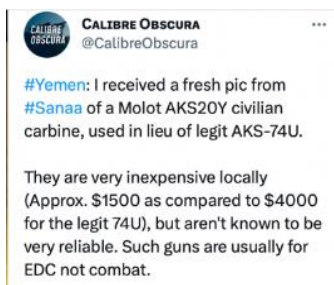 CALIBRE OBSCURA
@CalibreObscura
CALIBRE
OBSCURA
#Yemen: I received a fresh pic from
#Sanaa of a Molot AKS20Y civilian
carbine, used in lieu of legit AKS-74U.
They are very inexpensive locally
(Approx. $1500 as compared to $4000
for the legit 74U), but aren't known to be
very reliable. Such guns are usually for
EDC not combat.